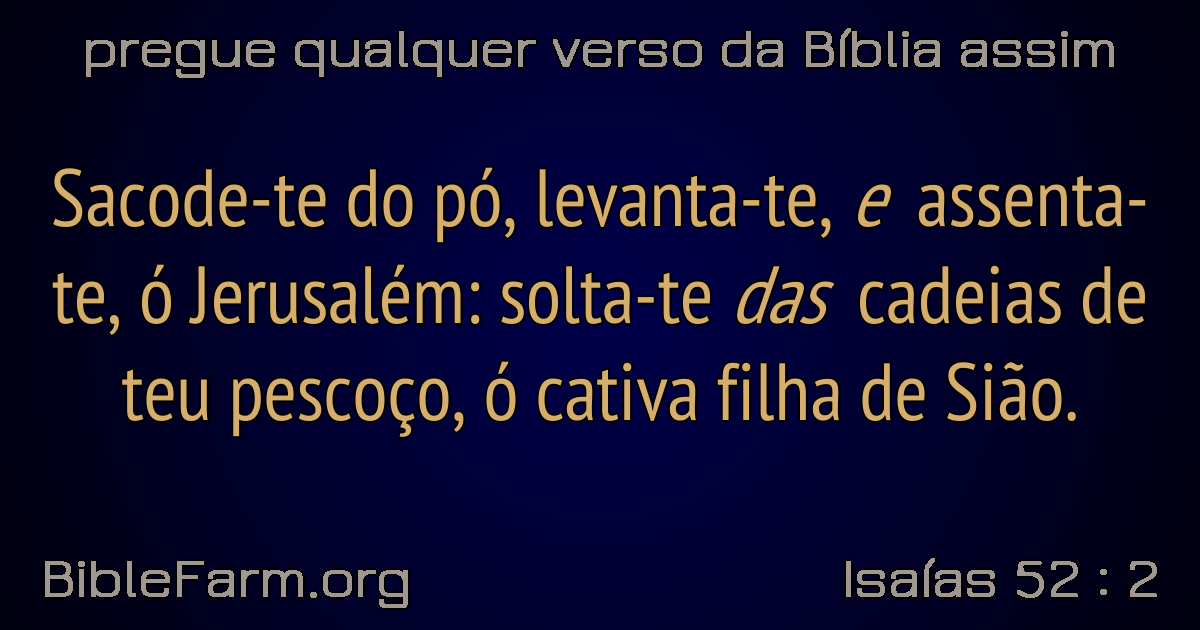 pregue qualquer verso da Bíblia assim
Sacode-te do pó, levanta-te, e assenta-
te, ó Jerusalém: solta-te das cadeias de
teu pescoço, ó cativa filha de Sião.
BibleFarm.org
Isaías 52 : 2